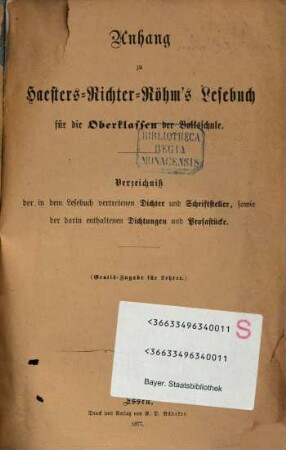 Anhang
zu
Haesters-Richter-Röhm's Lesebuch
für die Oberklassen der Volksschule.
BIBLIOTHECA
REGIA
MONACENSIS
Verzeichniß
der in dem Lesebuch vertretenen Dichter und Schriftsteller, sowie
der darin enthaltenen Dichtungen und Prosastücke.
(Gratis-Zugabe für Lehrer.)
<36633496340011 S
<36633496340011
Bayer. Staatsbibliothek
Essen.
Druck und Verlag von G. D. Bädeker
1877.